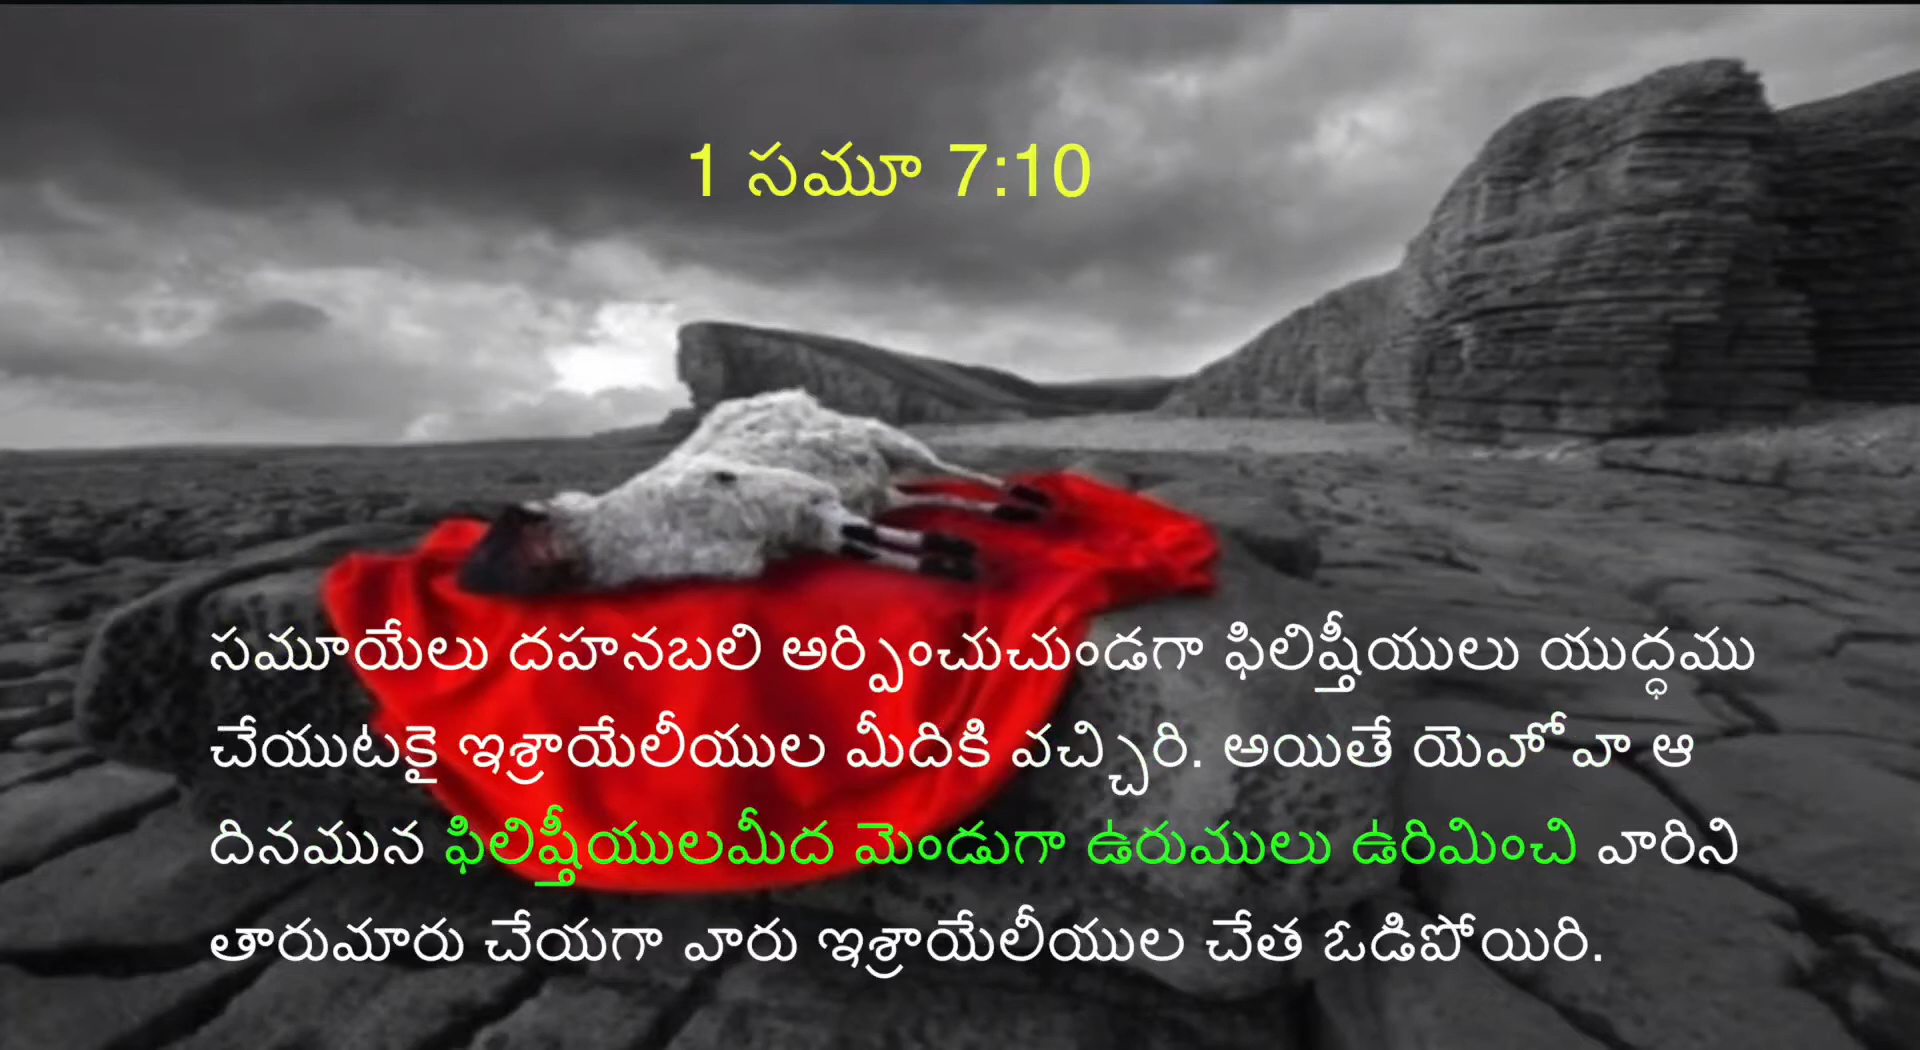 1 సమూ 7:10
సమూయేలు దహనబలి అర్పించుచుండగా ఫిలిష్తీయులు యుద్ధము
చేయుటకై ఇశ్రాయేలీయుల మీదికి వచ్చిరి. అయితే యెహోవా ఆ
దినమున ఫిలిష్తీయులమీద మెండుగా ఉరుములు ఉరిమించి వారిని
తారుమారు చేయగా వారు ఇశ్రాయేలీయుల చేత ఓడిపోయిరి.